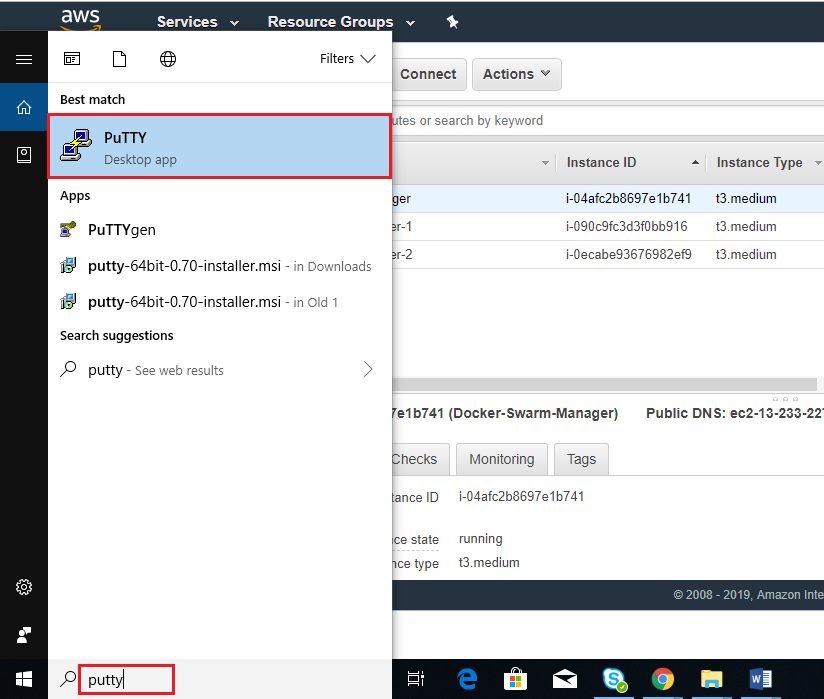 aws
Services
Resource Groups
Filters
Best match
PuTTY
Desktop app
Apps
PuTTYgen
putty-64bit-0.70-installer.msi - in Downloads
putty-64bit-0.70-installer.msi - in Old 1
Search suggestions
putty - See web results
putty
Connect
Actions
utes or search by keyword
Instance ID
Instance Type
ger
i-04afc2b8697e1b741
t3.medium
er-1
i-090c9fc3d3f0bb916
t3.medium
er-2
i-0ecabe93676982ef9
t3.medium
7e1b741 (Docker-Swarm-Manager)
Public DNS: ec2-13-233-227
Checks
Monitoring
Tags
tance ID
i-04afc2b8697e1b741
nce state
running
nce type
t3.medium
© 2008 - 2019, Amazon Inte